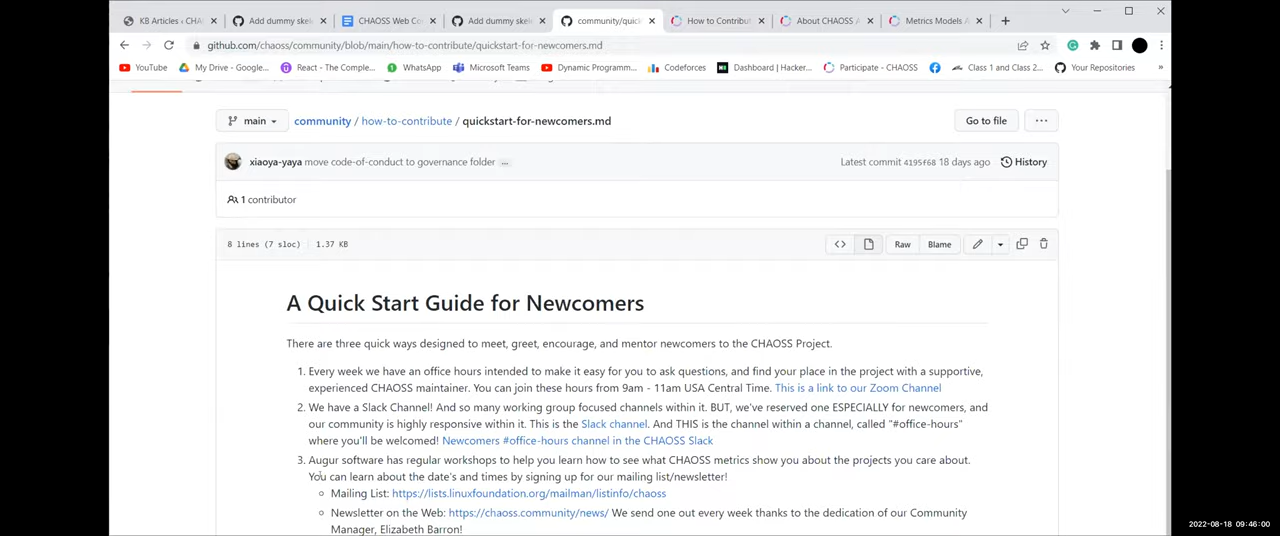 KB Articles • CHA
Add dummy skel
CHAOSS Web Co
Add dummy skel
community/quic
How to Contribut
About CHAOSS A
Metrics Models A
github.com/chaoss/community/blob/main/how-to-contribute/quickstart-for-newcomers.md
YouTube
My Drive - Google...
React - The Comple...
WhatsApp
Microsoft Teams
Dynamic Programm...
Codeforces
Dashboard | Hacker...
Participate - CHAOSS
Class 1 and Class 2...
Your Repositories
»
main
community / how-to-contribute / quickstart-for-newcomers.md
Go to file
xiaoya-yaya move code-of-conduct to governance folder ...
Latest commit 4195f68 18 days ago
History
1 contributor
8 lines (7 sloc) 1.37 KB
Raw
Blame
A Quick Start Guide for Newcomers
There are three quick ways designed to meet, greet, encourage, and mentor newcomers to the CHAOSS Project.
1. Every week we have an office hours intended to make it easy for you to ask questions, and find your place in the project with a supportive,
experienced CHAOSS maintainer. You can join these hours from 9am - 11am USA Central Time. This is a link to our Zoom Channel
2. We have a Slack Channel! And so many working group focused channels within it. BUT, we've reserved one ESPECIALLY for newcomers, and
our community is highly responsive within it. This is the Slack channel. And THIS is the channel within a channel, called "#office-hours"
where you'll be welcomed! Newcomers #office-hours channel in the CHAOSS Slack
3. Augur software has regular workshops to help you learn how to see what CHAOSS metrics show you about the projects you care about.
You can learn about the date's and times by signing up for our mailing list/newsletter!
Mailing List: https://lists.linuxfoundation.org/mailman/listinfo/chaoss
Newsletter on the Web: https://chaoss.community/news/ We send one out every week thanks to the dedication of our Community
Manager, Elizabeth Barron!
2022-08-18 09:46:00